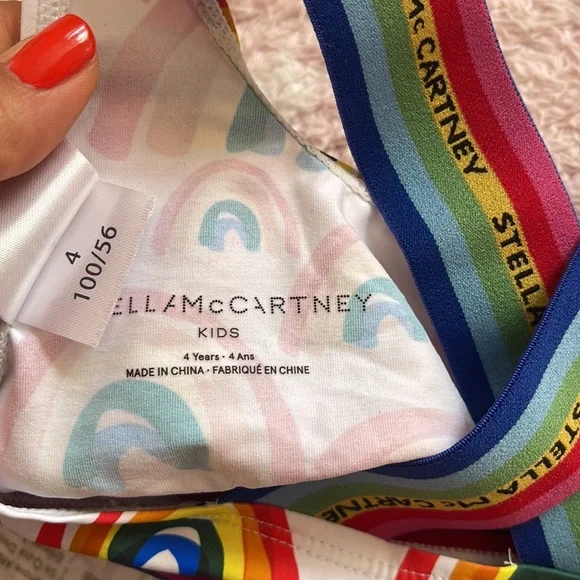 4
100/56
ELLA McCARTNEY
KIDS
4 Years • 4 Ans
MADE IN CHINA • FABRIQUÉ EN CHINE
McCARTNEY STELLA
STELLA McCARTNEY